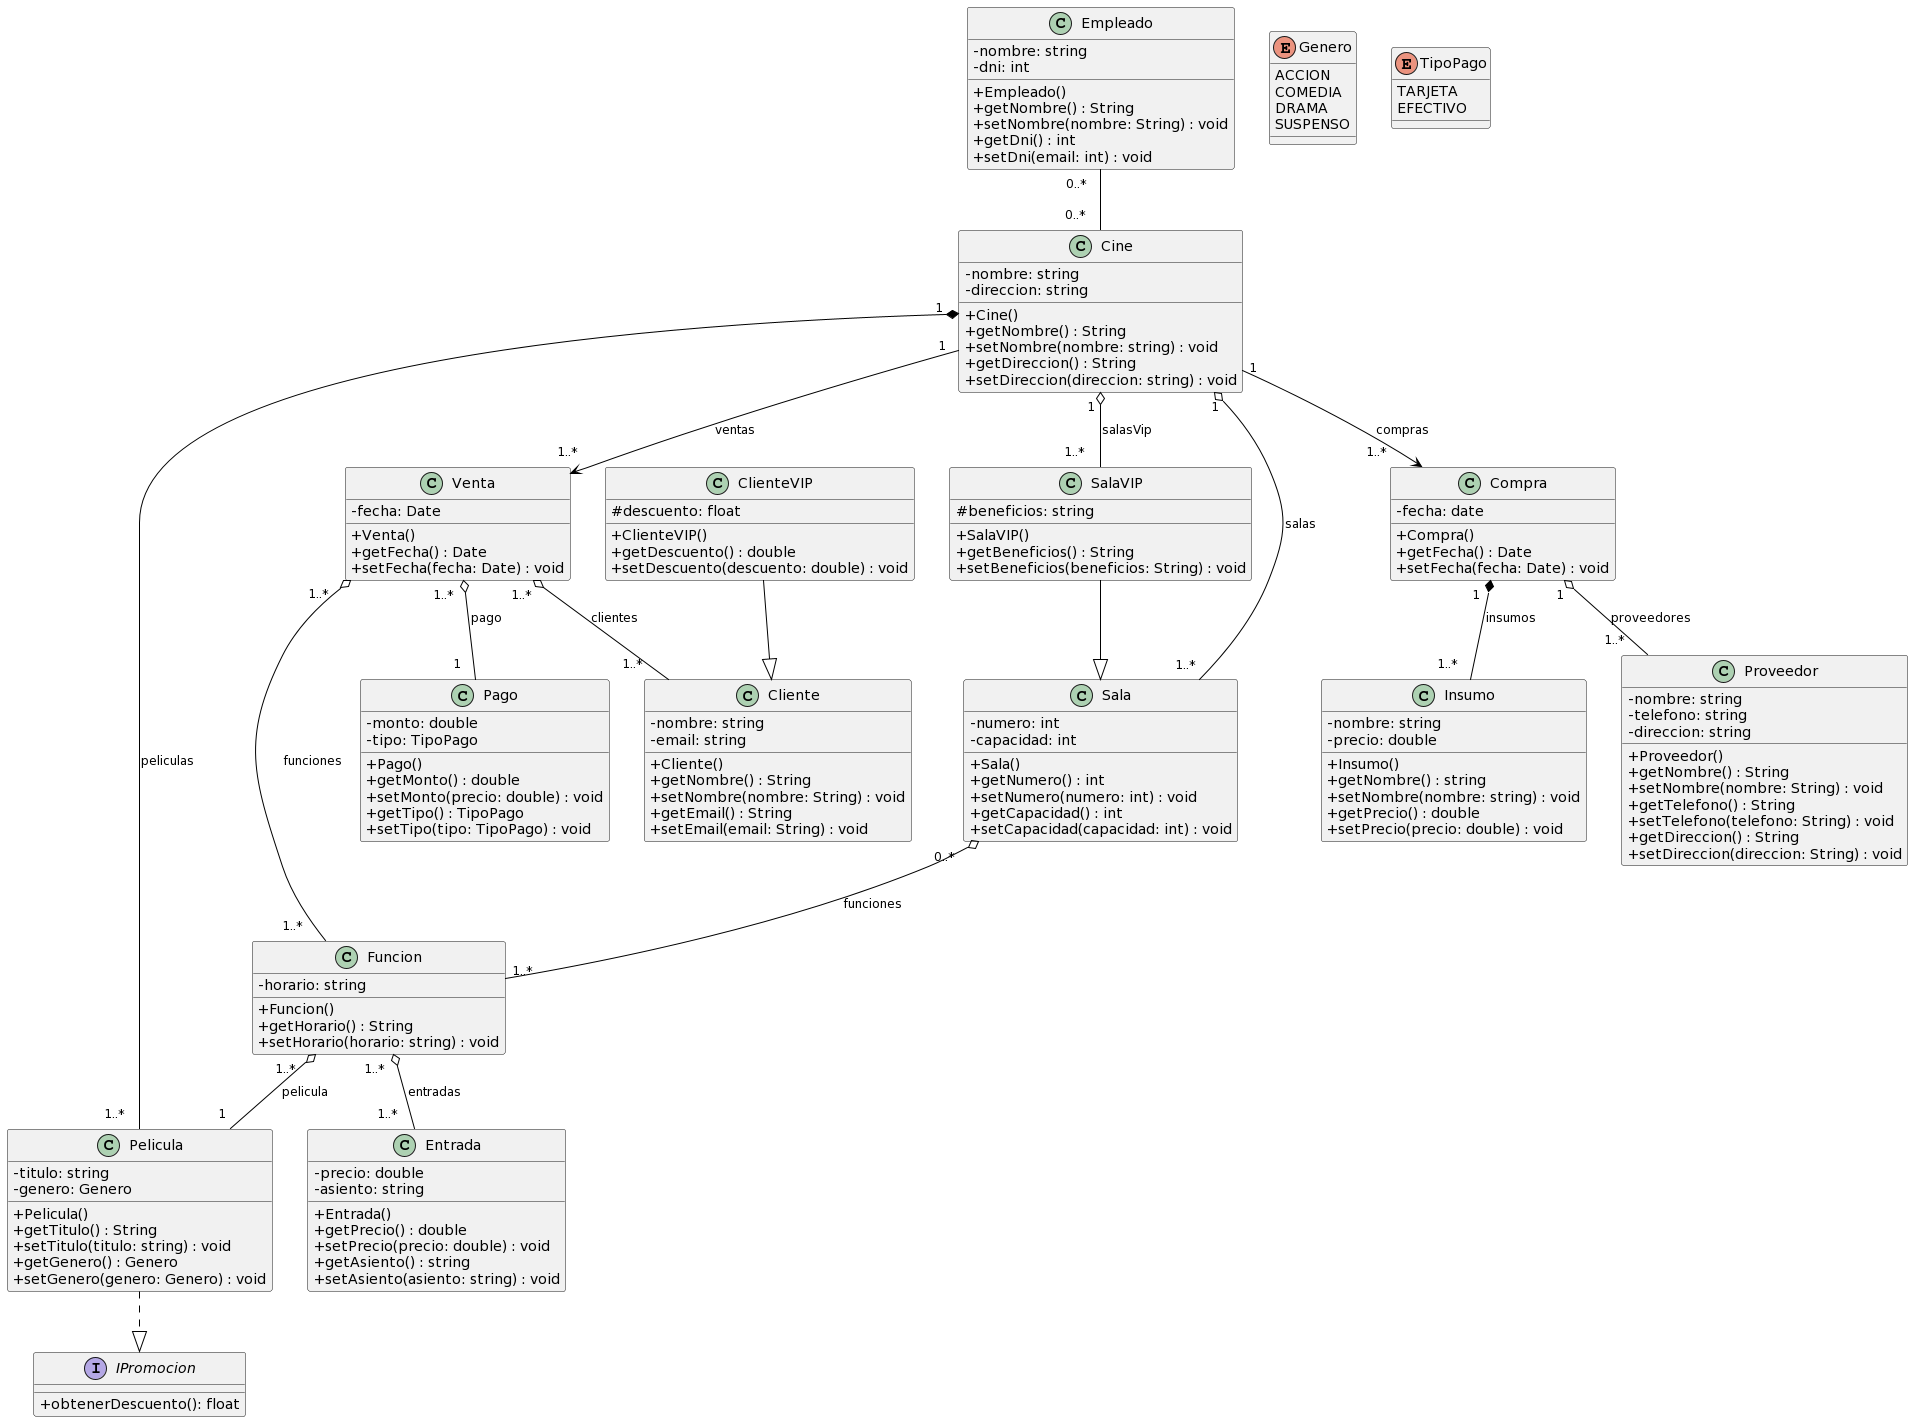 C Empleado
-nombre: string
-dni: int
+Empleado()
+getNombre() : String
+setNombre(nombre: String) : void
+getDni() : int
+setDni(email: int) : void
E Genero
ACCION
COMEDIA
DRAMA
SUSPENSO
E TipoPago
TARJETA
EFECTIVO
0..*
0..*
C Cine
-nombre: string
-direccion: string
+Cine()
+getNombre() : String
+setNombre(nombre: string) : void
+getDireccion() : String
+setDireccion(direccion: string) : void
1
1
1
1
1
ventas
salasVip
compras
1..*
1..*
1..*
C Venta
-fecha: Date
+Venta()
+getFecha() : Date
+setFecha(fecha: Date) : void
C ClienteVIP
#descuento: float
+ClienteVIP()
+getDescuento() : double
+setDescuento(descuento: double) : void
C SalaVIP
#beneficios: string
+SalaVIP()
+getBeneficios() : String
+setBeneficios(beneficios: String) : void
salas
C Compra
-fecha: date
+Compra()
+getFecha() : Date
+setFecha(fecha: Date) : void
1..*
1..*
1..*
1
1
pago
clientes
insumos
proveedores
1
1..*
1..*
1..*
1..*
C Pago
-monto: double
-tipo: TipoPago
+Pago()
+getMonto() : double
+setMonto(precio: double) : void
+getTipo() : TipoPago
+setTipo(tipo: TipoPago) : void
C Cliente
-nombre: string
-email: string
+Cliente()
+getNombre() : String
+setNombre(nombre: String) : void
+getEmail() : String
+setEmail(email: String) : void
C Sala
-numero: int
-capacidad: int
+Sala()
+getNumero() : int
+setNumero(numero: int) : void
+getCapacidad() : int
+setCapacidad(capacidad: int) : void
C Insumo
-nombre: string
-precio: double
+Insumo()
+getNombre() : string
+setNombre(nombre: string) : void
+getPrecio() : double
+setPrecio(precio: double) : void
C Proveedor
-nombre: string
-telefono: string
-direccion: string
+Proveedor()
+getNombre() : String
+setNombre(nombre: String) : void
+getTelefono() : String
+setTelefono(telefono: String) : void
+getDireccion() : String
+setDireccion(direccion: String) : void
peliculas
funciones
0..*
funciones
1..*
1..*
C Funcion
-horario: string
+Funcion()
+getHorario() : String
+setHorario(horario: string) : void
1..*
1..*
pelicula
entradas
1..*
1
1..*
C Pelicula
-titulo: string
-genero: Genero
+Pelicula()
+getTitulo() : String
+setTitulo(titulo: string) : void
+getGenero() : Genero
+setGenero(genero: Genero) : void
C Entrada
-precio: double
-asiento: string
+Entrada()
+getPrecio() : double
+setPrecio(precio: double) : void
+getAsiento() : string
+setAsiento(asiento: string) : void
I IPromocion
+obtenerDescuento(): float